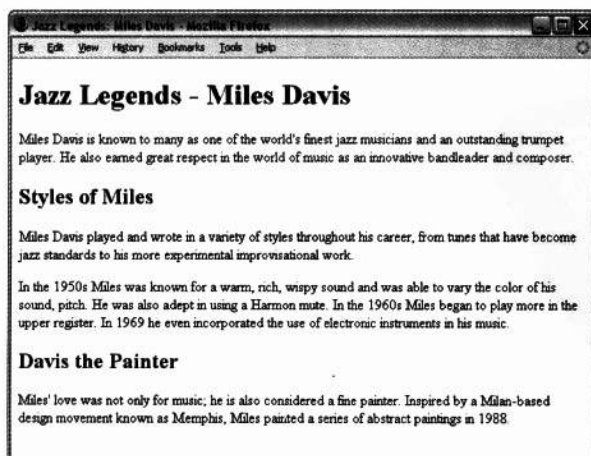 Jazz Legends: Miles Davis - Mozilla Firefox
File Edit View History Bookmarks Tools Help
Jazz Legends - Miles Davis
Miles Davis is known to many as one of the world's finest jazz musicians and an outstanding trumpet
player. He also earned great respect in the world of music as an innovative bandleader and composer.
Styles of Miles
Miles Davis played and wrote in a variety of styles throughout his career, from tunes that have become
jazz standards to his more experimental improvisational work.
In the 1950s Miles was known for a warm, rich, wispy sound and was able to vary the color of his
sound, pitch. He was also adept in using a Harmon mute. In the 1960s Miles began to play more in the
upper register. In 1969 he even incorporated the use of electronic instruments in his music.
Davis the Painter
Miles' love was not only for music; he is also considered a fine painter. Inspired by a Milan-based
design movement known as Memphis, Miles painted a series of abstract paintings in 1988.